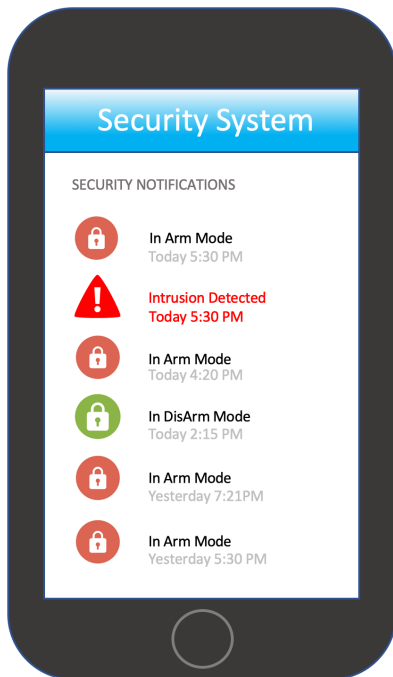 Security System
SECURITY NOTIFICATIONS
In Arm Mode
Today 5:30 PM
Intrusion Detected
Today 5:30 PM
In Arm Mode
Today 4:20 PM
In DisArm Mode
Today 2:15 PM
In Arm Mode
Yesterday 7:21PM
In Arm Mode
Yesterday 5:30 PM